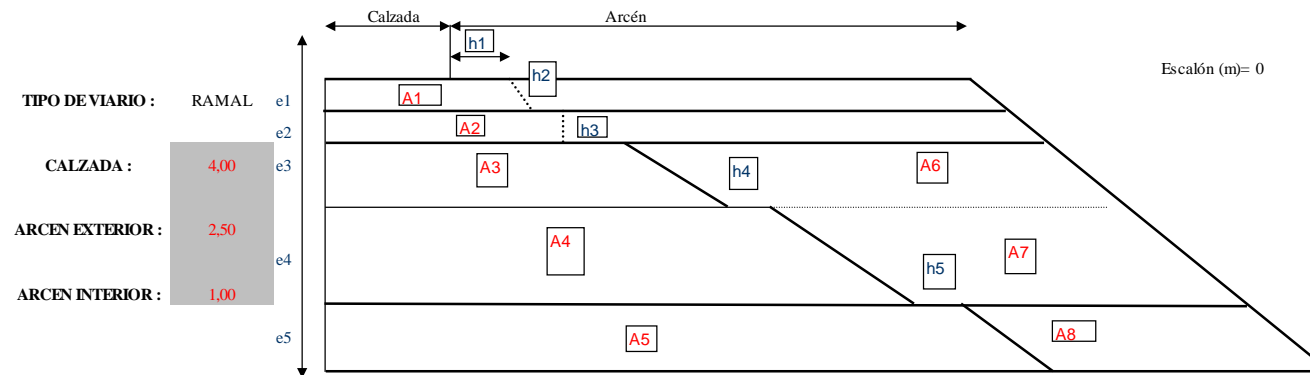 Calzada
Arcén
h1
h2
Escalón (m)= 0
TIPO DE VIARIO :
RAMAL
e1
A1
e2
A2
h3
CALZADA :
4,00
e3
A3
h4
A6
ARCEN EXTERIOR :
2,50
A4
e4
h5
A7
ARCEN INTERIOR :
1,00
e5
A5
A8